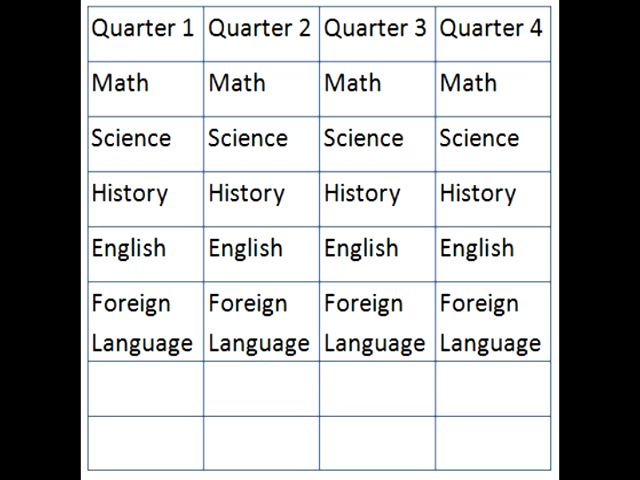 Quarter 1 Quarter 2 Quarter 3 Quarter 4
Math Math Math Math
Science Science Science Science
History History History History
English English English English
Foreign Foreign Foreign Foreign
Language Language Language Language